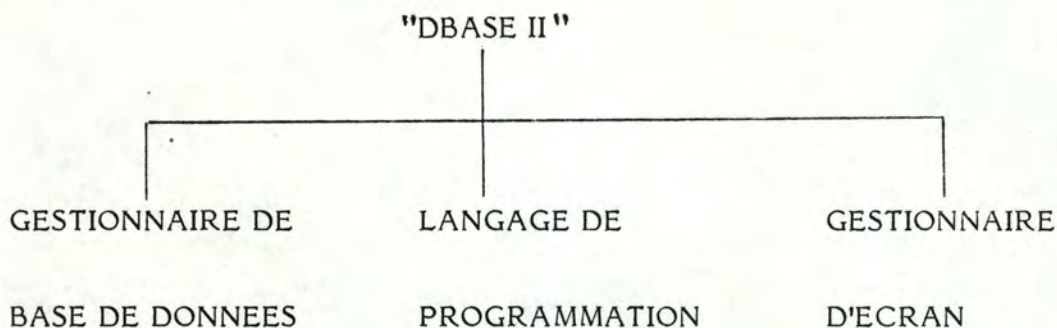 "DBASE II"
GESTIONNAIRE DE
BASE DE DONNEES
LANGAGE DE
PROGRAMMATION
GESTIONNAIRE
D'ECRAN